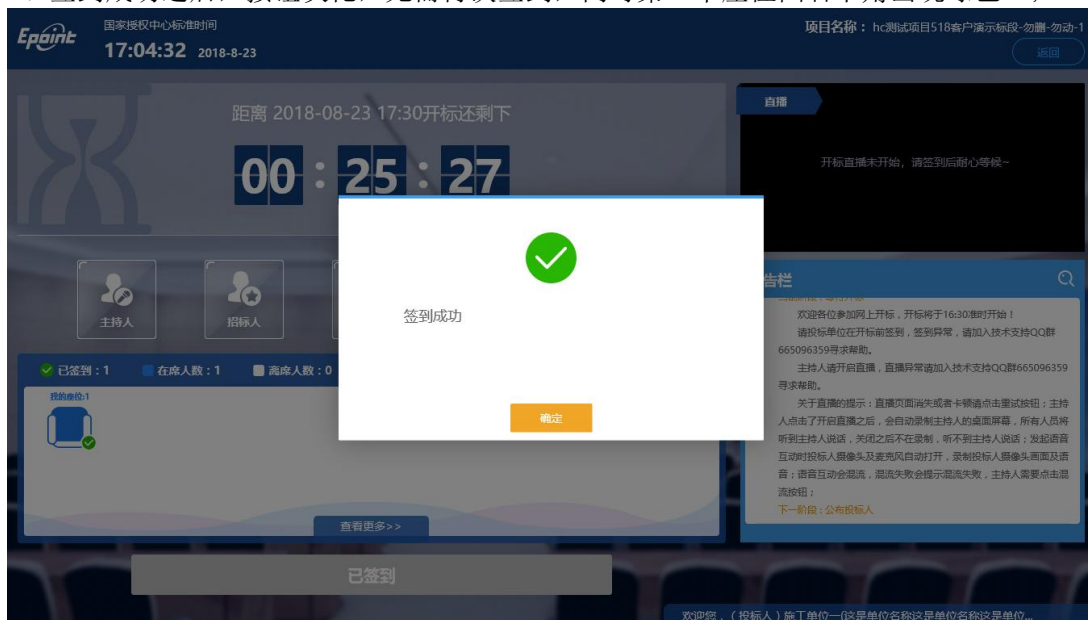 Epoint
国家授权中心标准时间
17:04:32 2018-8-23
项目名称：hc测试项目518客户演示标段-勿删-勿动-1
返回
距离 2018-08-23 17:30开标还剩下
00 : 25 : 27
直播
开标直播未开始，请签到后耐心等候~
主持人
招标人
签到成功
确定
告栏
欢迎各位参加网上开标，开标将于16:30准时开始！
请投标单位在开标前签到，签到异常，请加入技术支持QQ群
665096359寻求帮助。
主持人请开启直播，直播异常请加入技术支持QQ群665096359
寻求帮助。
关于直播的提示：直播页面消失或者卡顿请点击重试按钮；主持
人点击了开启直播之后，会自动录制主持人的桌面屏幕，所有人员将
听到主持人说话，关闭之后不在录制，听不到主持人说话；发起语音
互动时投标人摄像头及麦克风自动打开，录制投标人摄像头画面及语
音；语音互动会混流，混流失败会提示混流失败，主持人需要点击混
流按钮；
下一阶段：公布投标人
已签到：1 在席人数：1 离席人数：0
我的座位:1
查看更多>>
已签到
欢迎您，（投标人）施工单位一(这是单位名称这是单位名称这是单位...